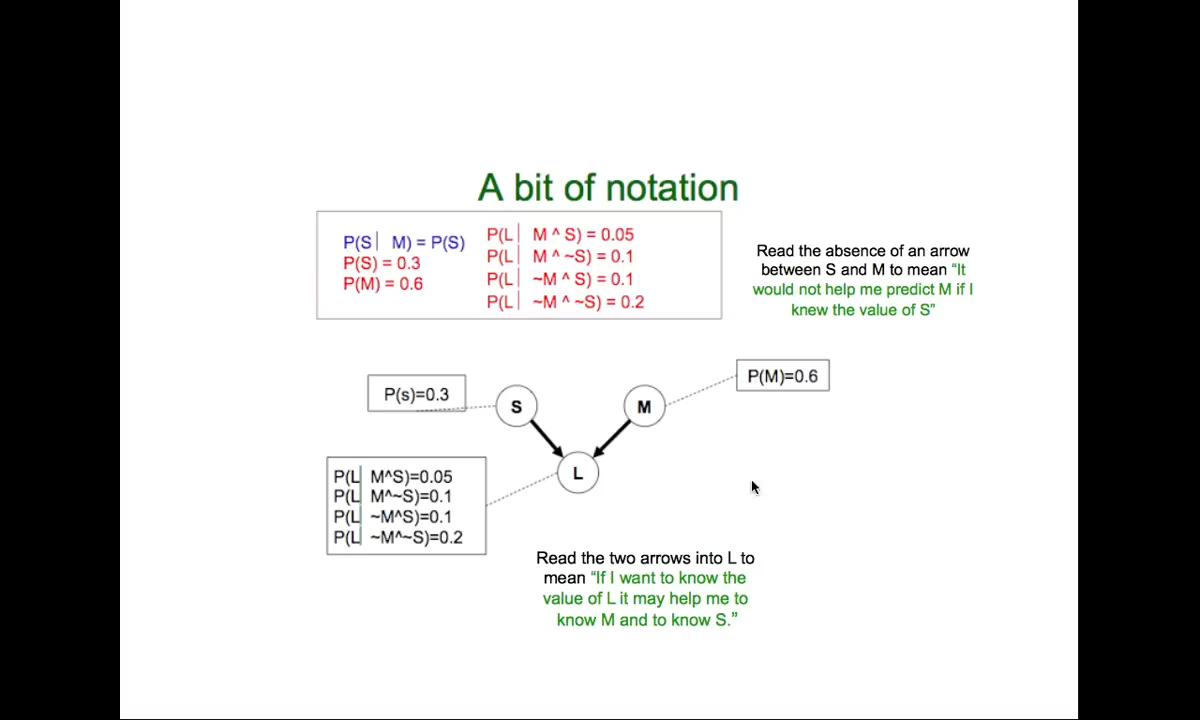 A bit of notation
P(S| M) = P(S)
P(S) = 0.3
P(M) = 0.6
P(L| M ^ S) = 0.05
P(L| M ^ ~S) = 0.1
P(L| ~M ^ S) = 0.1
P(L| ~M ^ ~S) = 0.2
Read the absence of an arrow
between S and M to mean “It
would not help me predict M if I
knew the value of S”
P(s)=0.3
S
M
P(M)=0.6
L
P(L| M^S)=0.05
P(L| M^~S)=0.1
P(L| ~M^S)=0.1
P(L| ~M^~S)=0.2
Read the two arrows into L to
mean “If I want to know the
value of L it may help me to
know M and to know S.”